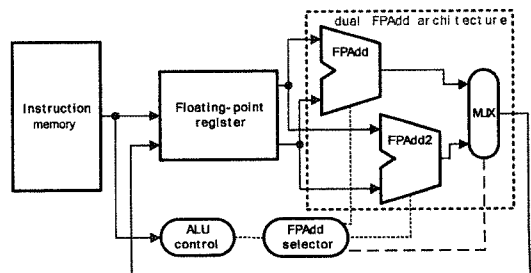 dual FPAdd architecture
FPAdd
Instruction
memory
Floating-point
register
MUX
FPAdd2
ALU
control
FPAdd
selector